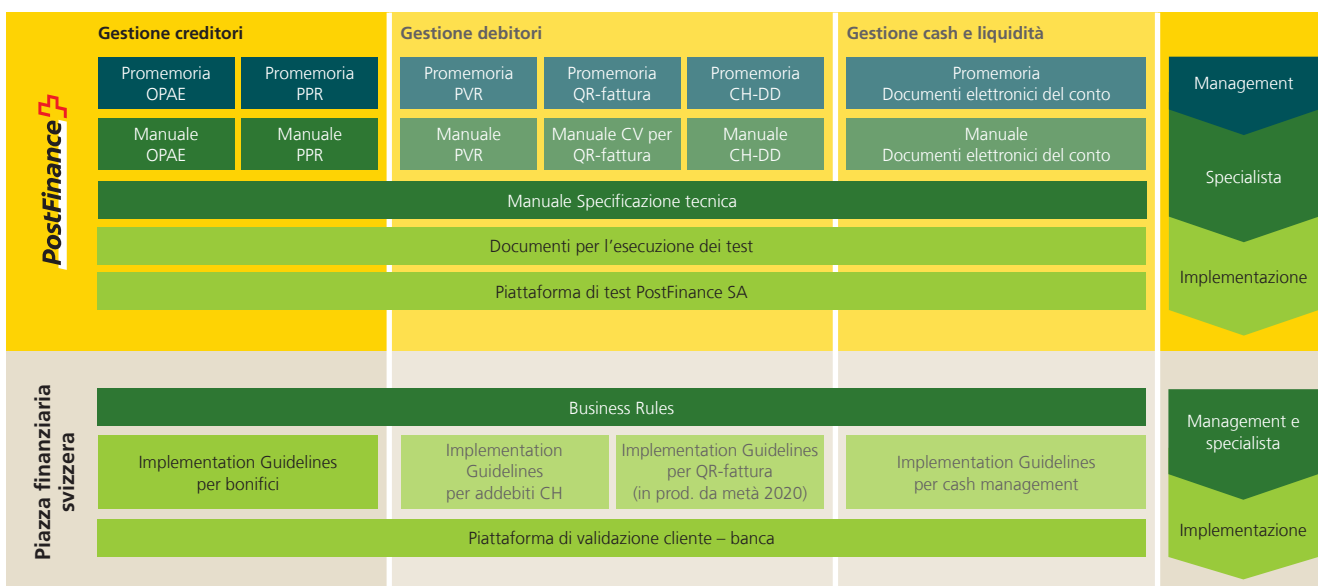 Gestione creditori
Gestione debitori
Gestione cash e liquidità
PostFinance
Promemoria
OPAE
Promemoria
PPR
Promemoria
PVR
Promemoria
QR-fattura
Promemoria
CH-DD
Promemoria
Documenti elettronici del conto
Management
Manuale
OPAE
Manuale
PPR
Manuale
PVR
Manuale CV per
QR-fattura
Manuale
CH-DD
Manuale
Documenti elettronici del conto
Specialista
Manuale Specificazione tecnica
Documenti per l'esecuzione dei test
Piattaforma di test PostFinance SA
Implementazione
Piazza finanziaria
svizzera
Business Rules
Management e
specialista
Implementation Guidelines
per bonifici
Implementation
Guidelines
per addebiti CH
Implementation Guidelines
per QR-fattura
(in prod. da metà 2020)
Implementation Guidelines
per cash management
Piattaforma di validazione cliente – banca
Implementazione